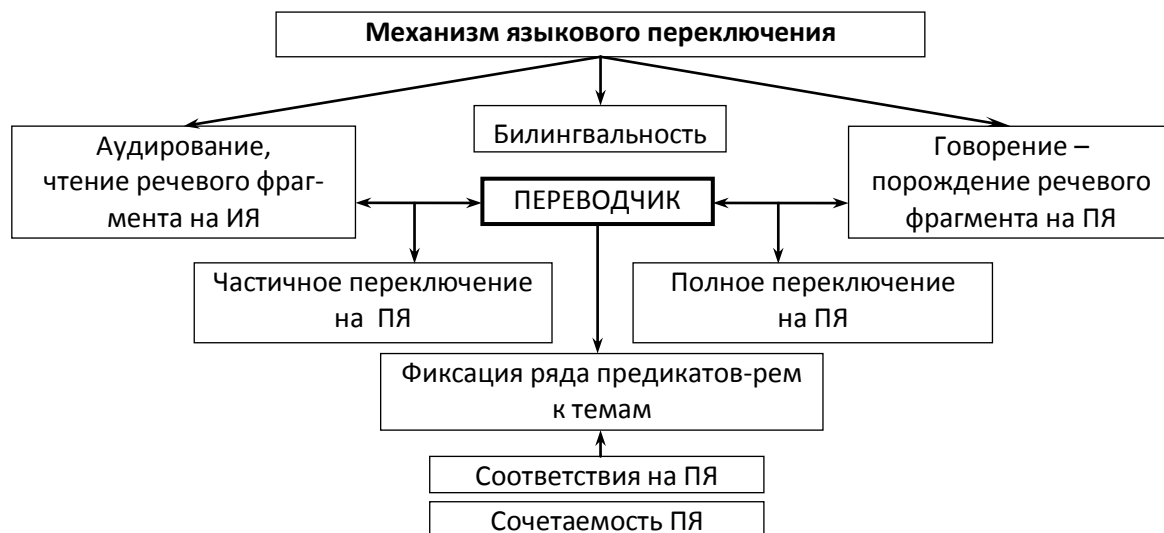 Механизм языкового переключения
Билингвальность
Аудирование,
чтение речевого фраг-
мента на ИЯ
Говорение –
порождение речевого
фрагмента на ПЯ
ПЕРЕВОДЧИК
Частичное переключение
на ПЯ
Полное переключение
на ПЯ
Фиксация ряда предикатов-рем
к темам
Соответствия на ПЯ
Сочетаемость ПЯ